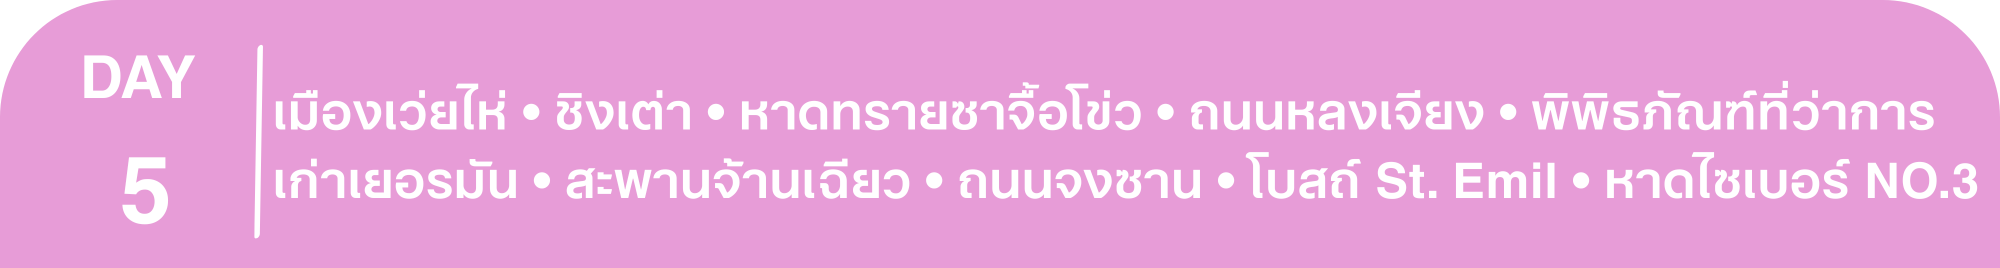 DAY
5
เมืองเว่ยไห่ • ชิงเต่า • หาดทรายซาจื้อโข่ว • ถนนหลงเจียง • พิพิธภัณฑ์ที่ว่าการ
เก่าเยอรมัน • สะพานจ้านเฉียว • ถนนจงซาน • โบสถ์ St. Emil • หาดไซเบอร์ NO.3